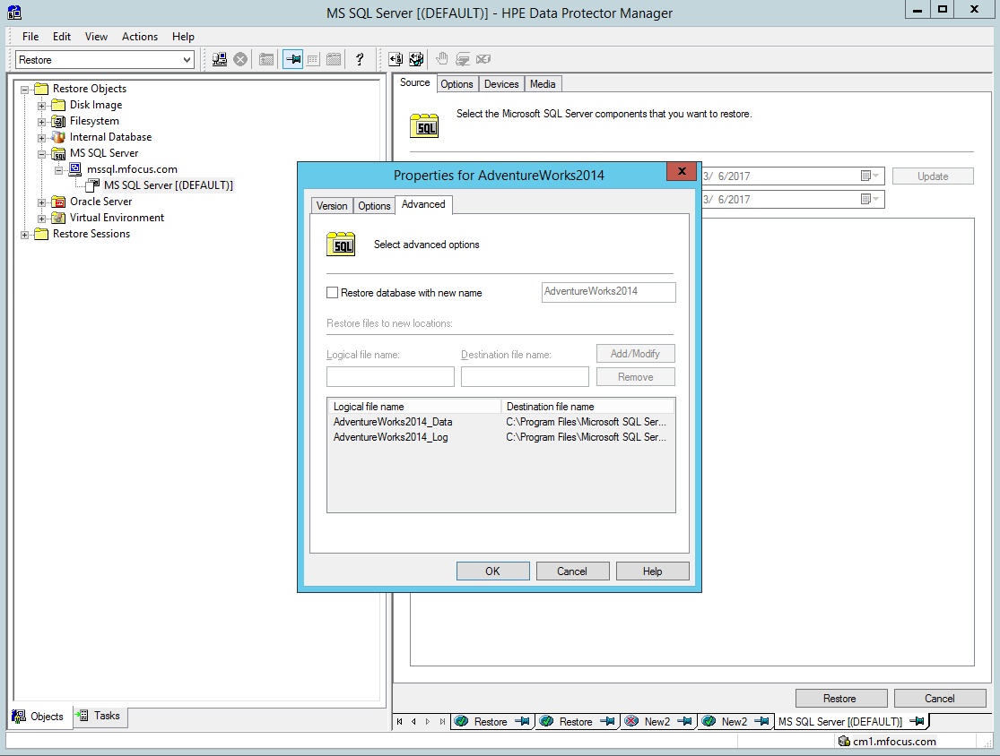 MS SQL Server [(DEFAULT)] - HPE Data Protector Manager
File Edit View Actions Help
Restore
Restore Objects
Disk Image
Filesystem
Internal Database
MS SQL Server
mssql.mfocus.com
MS SQL Server [(DEFAULT)]
Oracle Server
Virtual Environment
Restore Sessions
Objects Tasks
Source Options Devices Media
SQL
Select the Microsoft SQL Server components that you want to restore.
3/ 6/2017
Update
3/ 6/2017
Properties for AdventureWorks2014
Version Options Advanced
SQL
Select advanced options
Restore database with new name
AdventureWorks2014
Restore files to new locations:
Logical file name: Destination file name: Add/Modify
Remove
Logical file name Destination file name
AdventureWorks2014_Data C:\Program Files\Microsoft SQL Ser...
AdventureWorks2014_Log C:\Program Files\Microsoft SQL Ser...
OK Cancel Help
Restore Cancel
Restore Restore New2 New2 MS SQL Server [(DEFAULT)]
cm1.mfocus.com